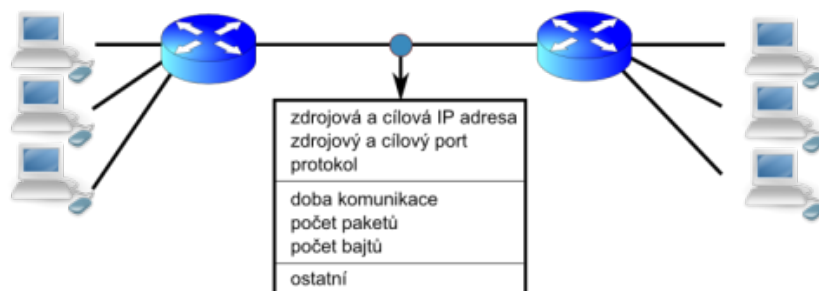 zdrojová a cílová IP adresa
zdrojový a cílový port
protokol
doba komunikace
počet paketů
počet bajtů
ostatní